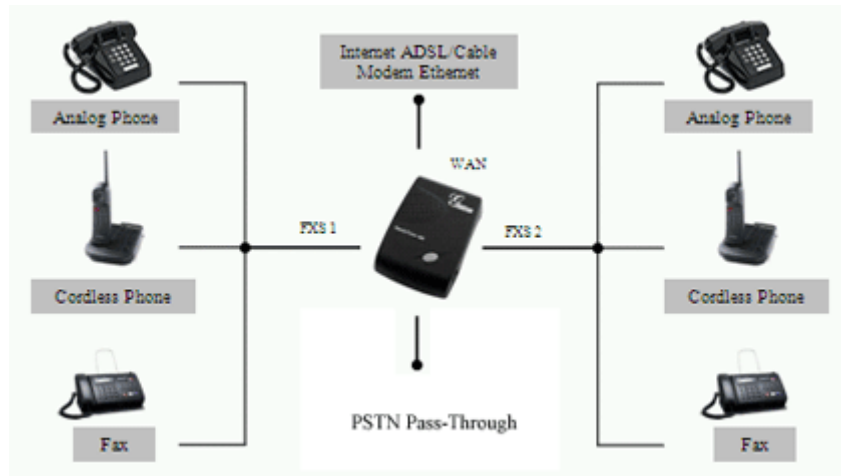 Internet ADSL/Cable
Modem Ethernet
Analog Phone
Analog Phone
WAN
FXS 1
FXS 2
Cordless Phone
Cordless Phone
PSTN Pass-Through
Fax
Fax